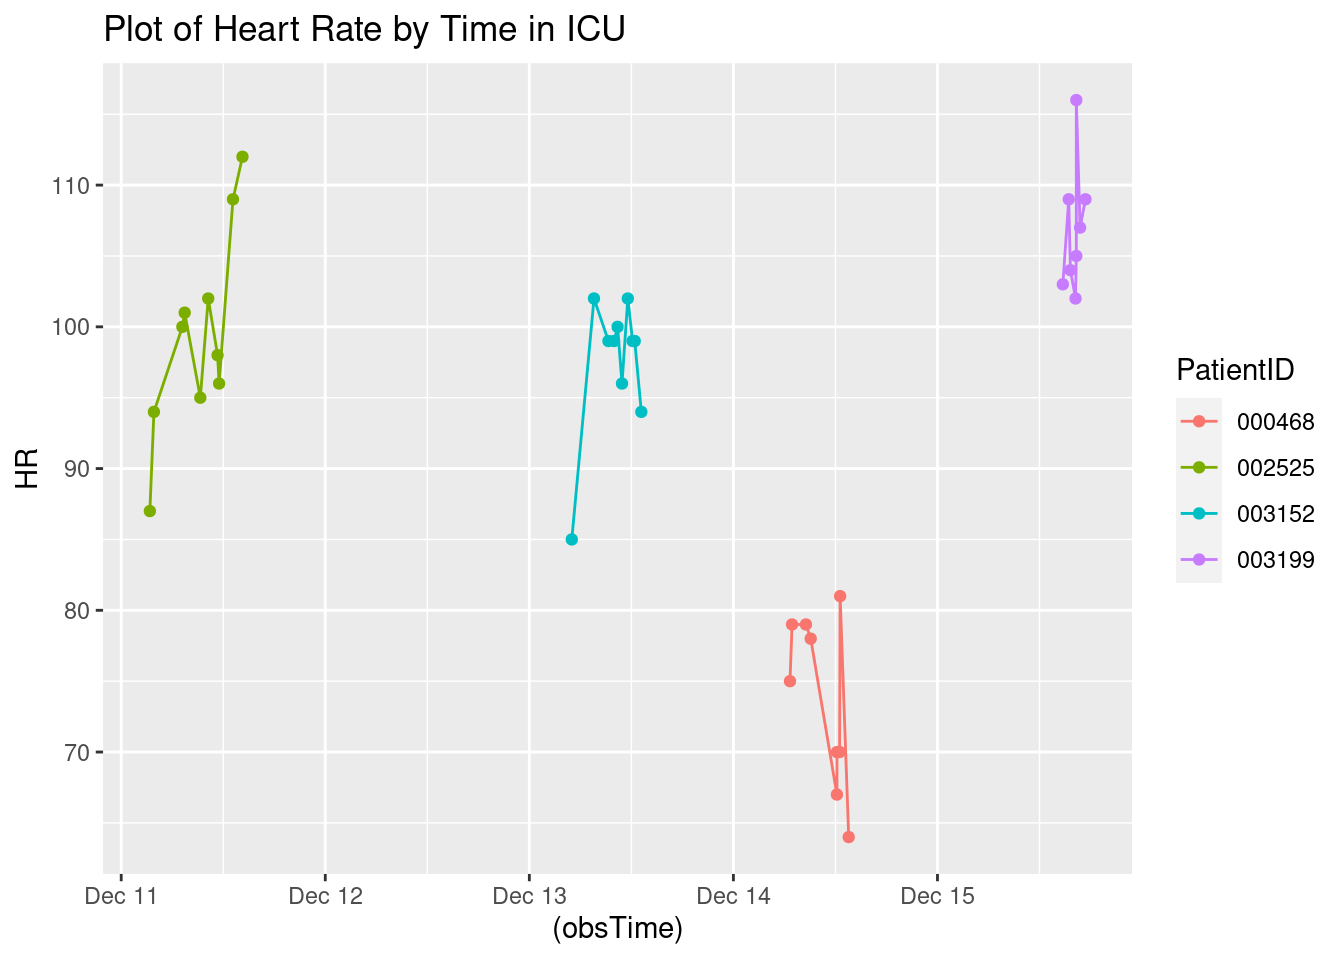 Plot of Heart Rate by Time in ICU
HR
110
100
90
80
70
Dec 11
Dec 12
Dec 13
Dec 14
Dec 15
(obsTime)
PatientID
000468
002525
003152
003199